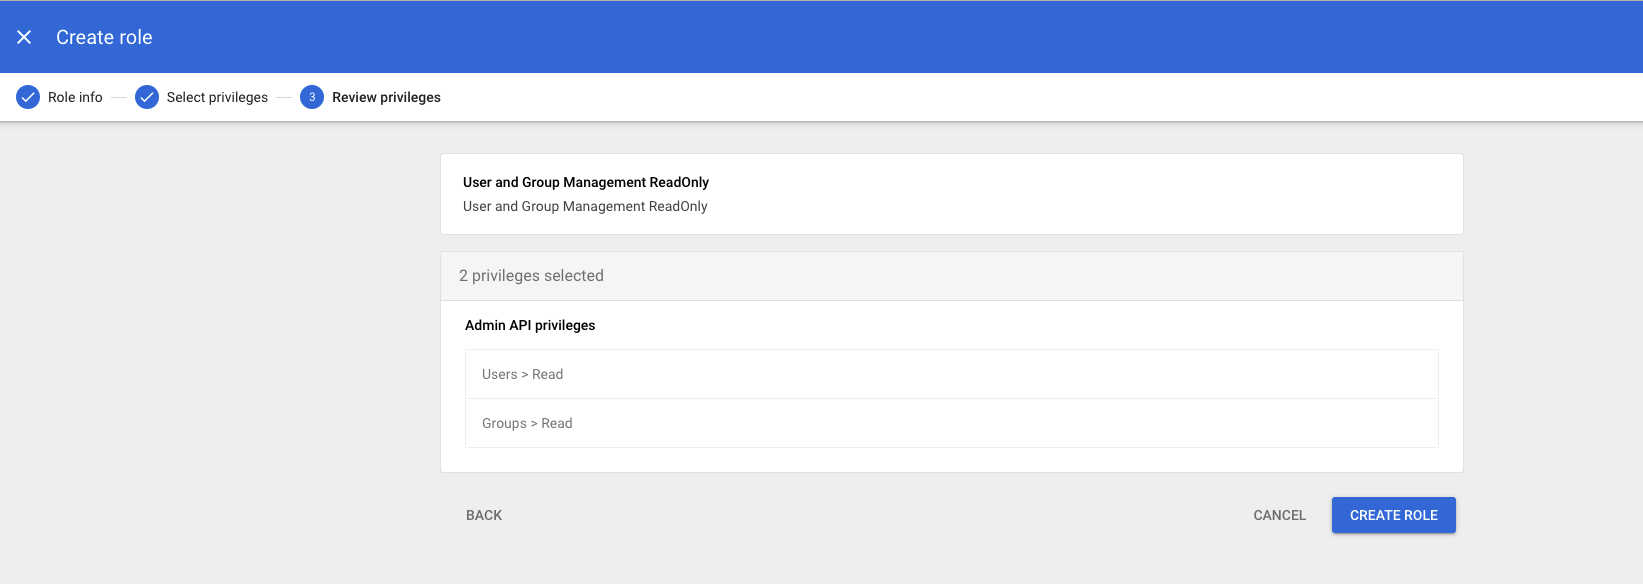 Create role
Role info
Select privileges
3 Review privileges
User and Group Management ReadOnly
User and Group Management ReadOnly
2 privileges selected
Admin API privileges
Users > Read
Groups > Read
BACK
CANCEL
CREATE ROLE